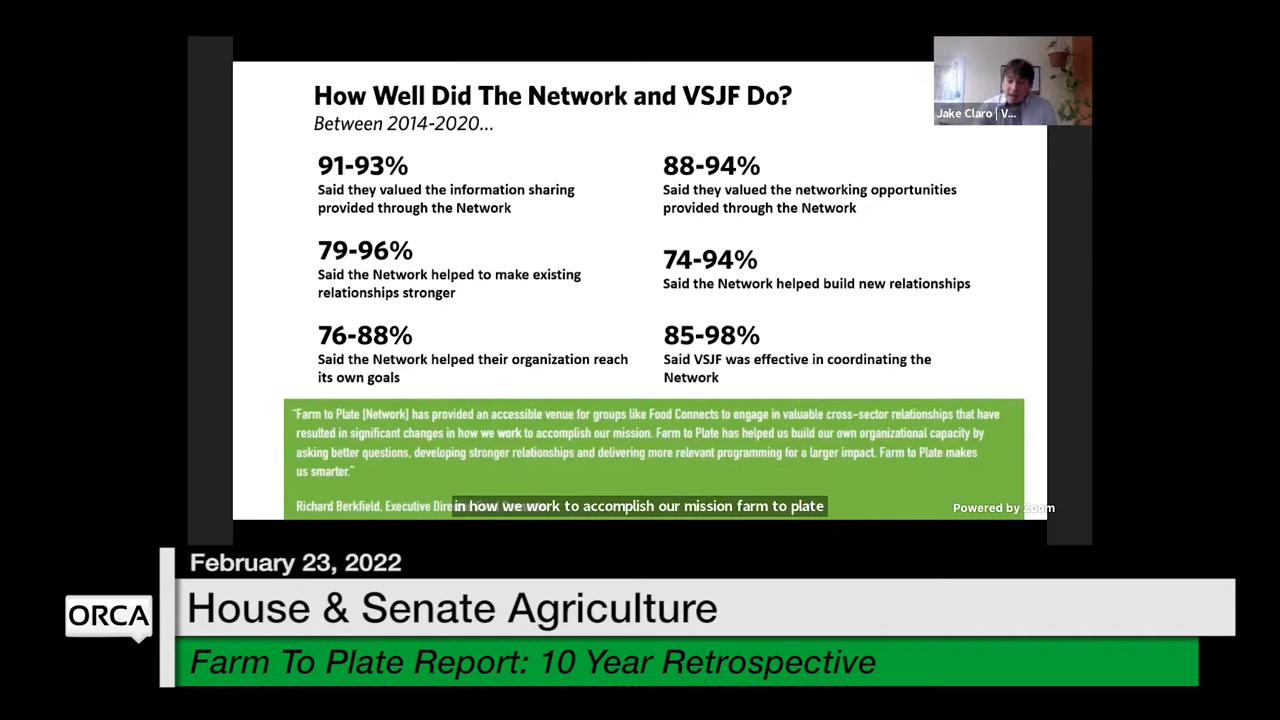 How Well Did The Network and VSJF Do?
Between 2014-2020...
91-93%
Said they valued the information sharing
provided through the Network
88-94%
Said they valued the networking opportunities
provided through the Network
79-96%
Said the Network helped to make existing
relationships stronger
74-94%
Said the Network helped build new relationships
76-88%
Said the Network helped their organization reach
its own goals
85-98%
Said VSJF was effective in coordinating the
Network
"Farm to Plate [Network] has provided an accessible venue for groups like Food Connects to engage in valuable cross-sector relationships that have
resulted in significant changes in how we work to accomplish our mission. Farm to Plate has helped us build our own organizational capacity by
asking better questions, developing stronger relationships and delivering more relevant programming for a larger impact. Farm to Plate makes
us smarter."
Richard Berkfield, Executive Dire
in how we work to accomplish our mission farm to plate
Powered by Zoom
Jake Claro | V...
February 23, 2022
ORCA
House & Senate Agriculture
Farm To Plate Report: 10 Year Retrospective